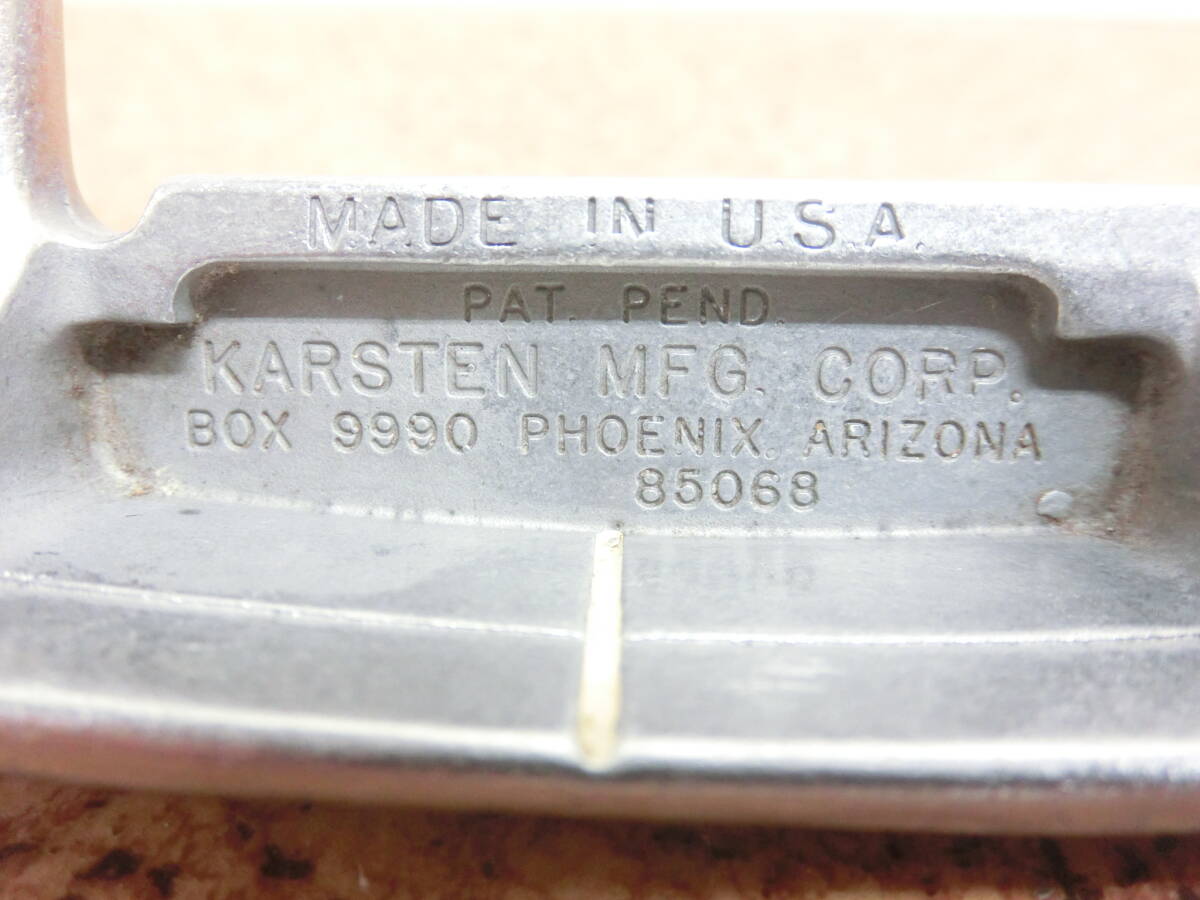 MADE IN U.S.A.
PAT. PEND.
KARSTEN MFG. CORP.
BOX 9990 PHOENIX, ARIZONA
85068